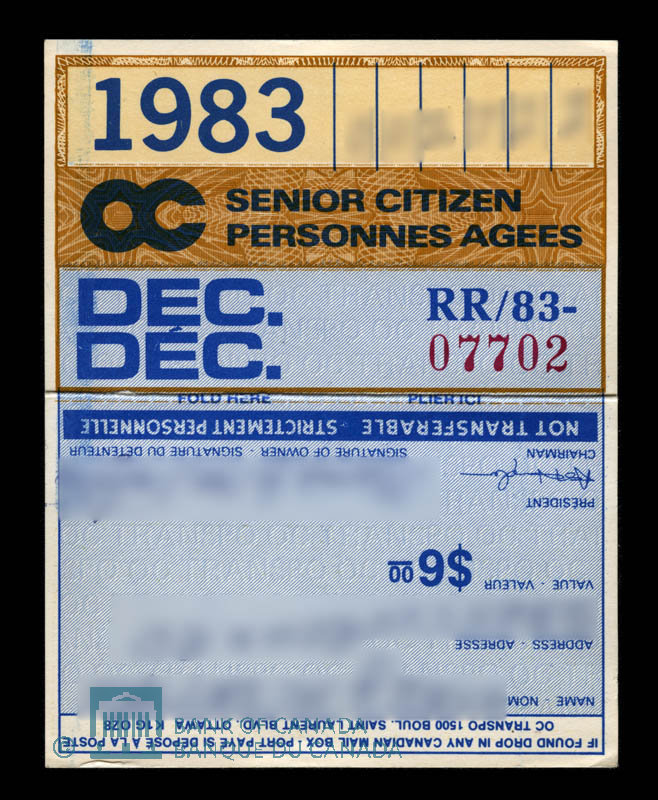 1983
OC SENIOR CITIZEN
PERSONNES AGEES
DEC.
DÉC.
RR/83-
07702
FOLD HERE PLIER ICI
IF FOUND DROP IN ANY CANADIAN MAIL BOX · PORT PAYÉ SI DÉPOSÉ À LA POSTE
OC TRANSPO 1500 BOUL. SAINT LAURENT BLVD. OTTAWA K1G 0Z8
NAME - NOM
ADDRESS - ADRESSE
VALUE - VALEUR $6 00
PRÉSIDENT
CHAIRMAN SIGNATURE OF OWNER - SIGNATURE DU DÉTENTEUR
NOT TRANSFERABLE - STRICTEMENT PERSONNELLE
© BANK OF CANADA
BANQUE DU CANADA